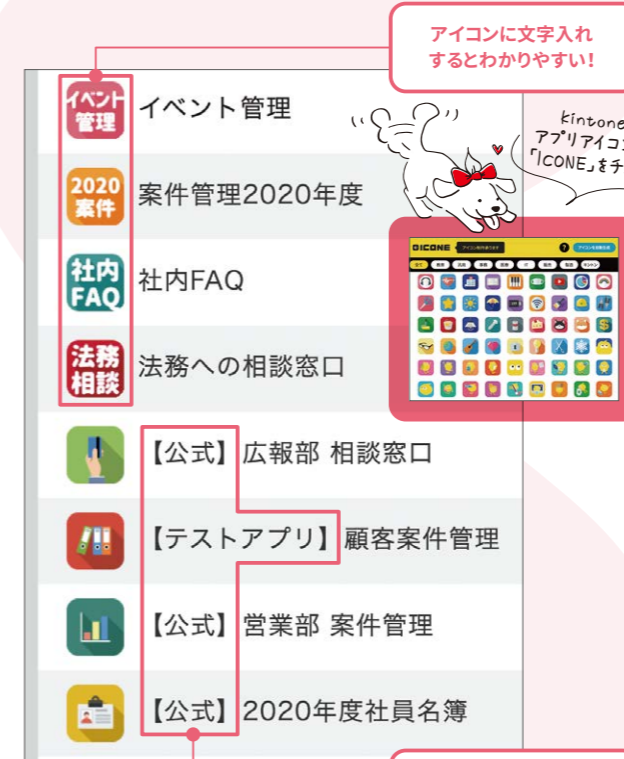 アイコンに文字入れ
するとわかりやすい!
イベント
管理
イベント管理
kintone
アプリアイコ
「ICONE」をチ
2020
案件
案件管理2020年度
社内
FAQ
社内FAQ
法務
相談
法務への相談窓口
【公式】広報部 相談窓口
【テストアプリ】顧客案件管理
【公式】営業部 案件管理
【公式】2020年度社員名簿